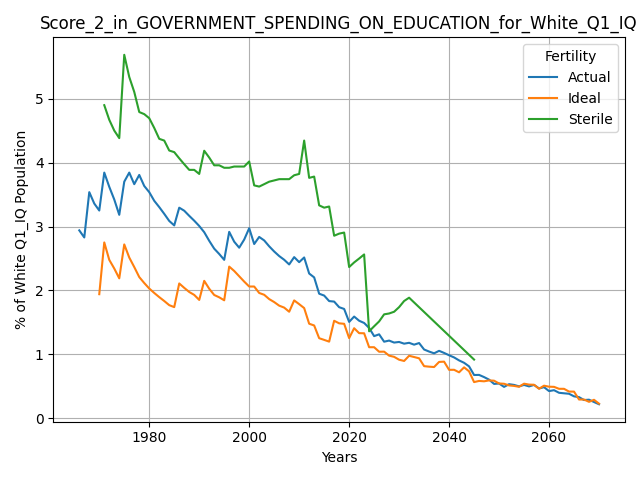 Score_2_in_GOVERNMENT_SPENDING_ON_EDUCATION_for_White_Q1_IQ
Fertility
Actual
Ideal
Sterile
% of White Q1_IQ Population
5
4
3
2
1
0
1980 2000 2020 2040 2060
Years